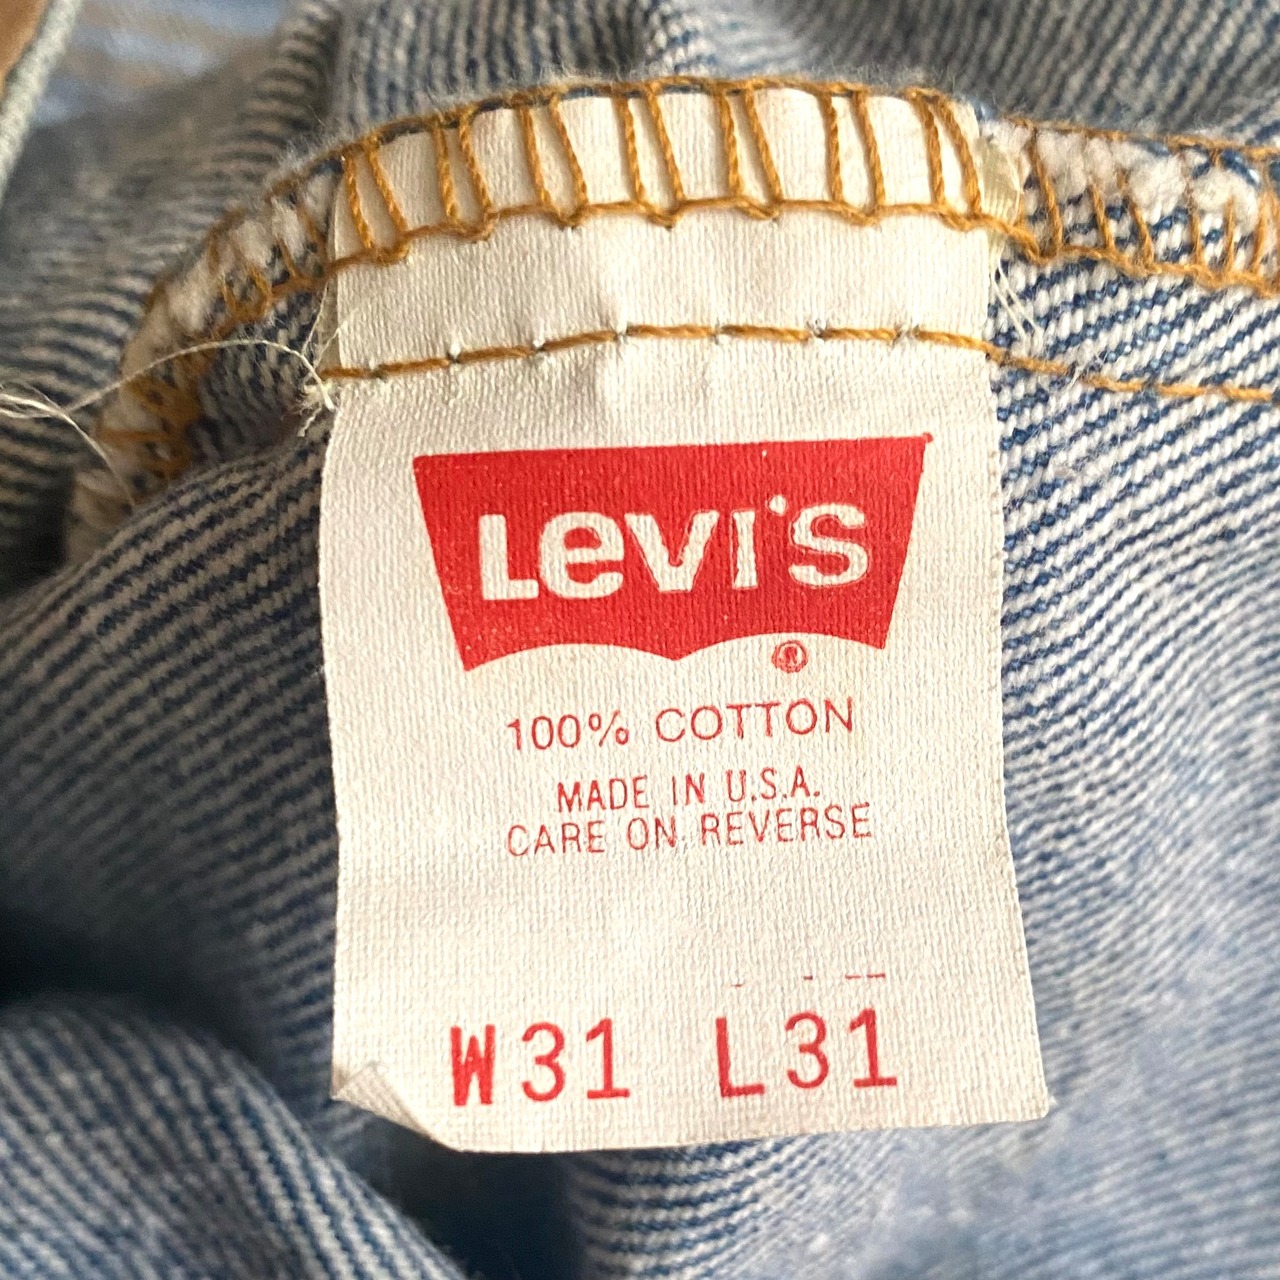 Levi's
®
100% COTTON
MADE IN U.S.A.
CARE ON REVERSE
W31 L31